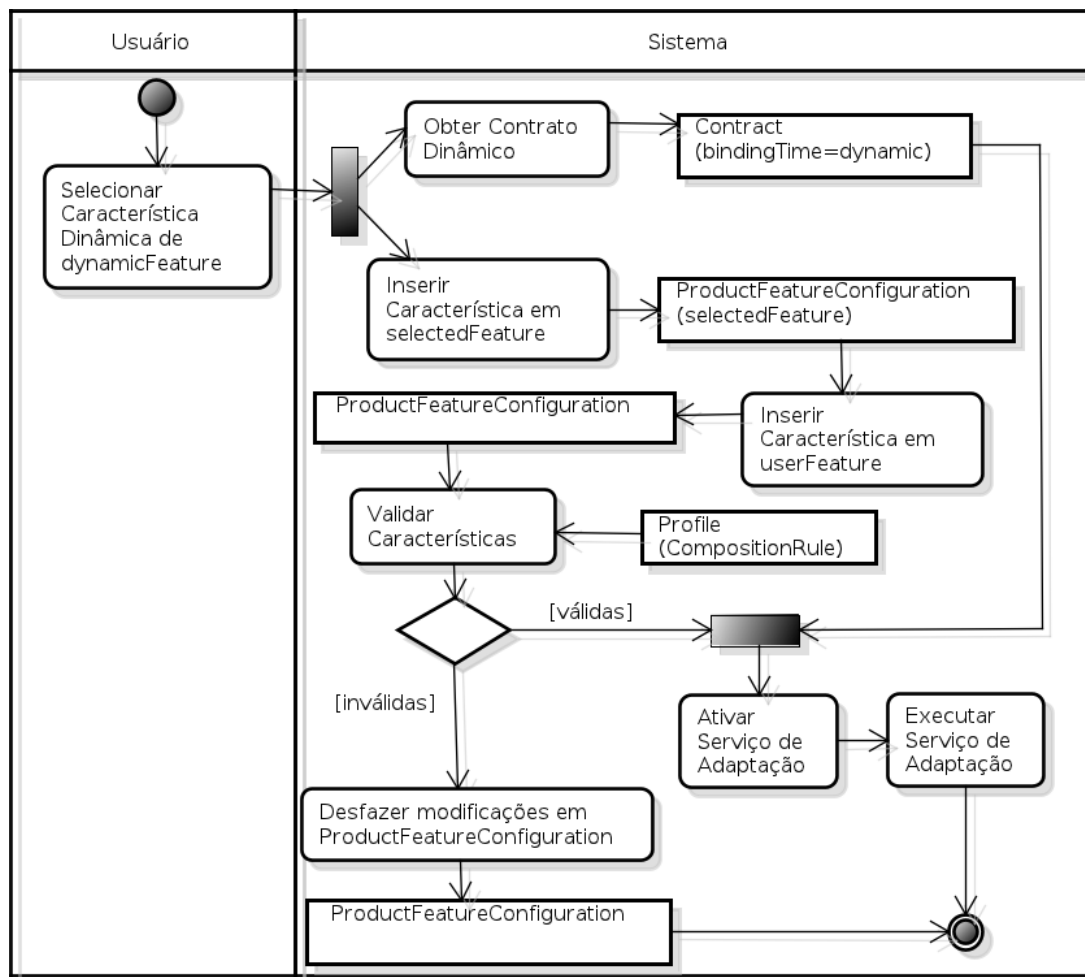 Usuário
Sistema
Obter Contrato
Dinâmico
Contract
(bindingTime=dynamic)
Selecionar
Característica
Dinâmica de
dynamicFeature
Inserir
Característica em
selectedFeature
ProductFeatureConfiguration
(selectedFeature)
ProductFeatureConfiguration
Inserir
Característica em
userFeature
Validar
Características
Profile
(CompositionRule)
[válidas]
[inválidas]
Ativar
Serviço de
Adaptação
Executar
Serviço de
Adaptação
Desfazer modificações em
ProductFeatureConfiguration
ProductFeatureConfiguration